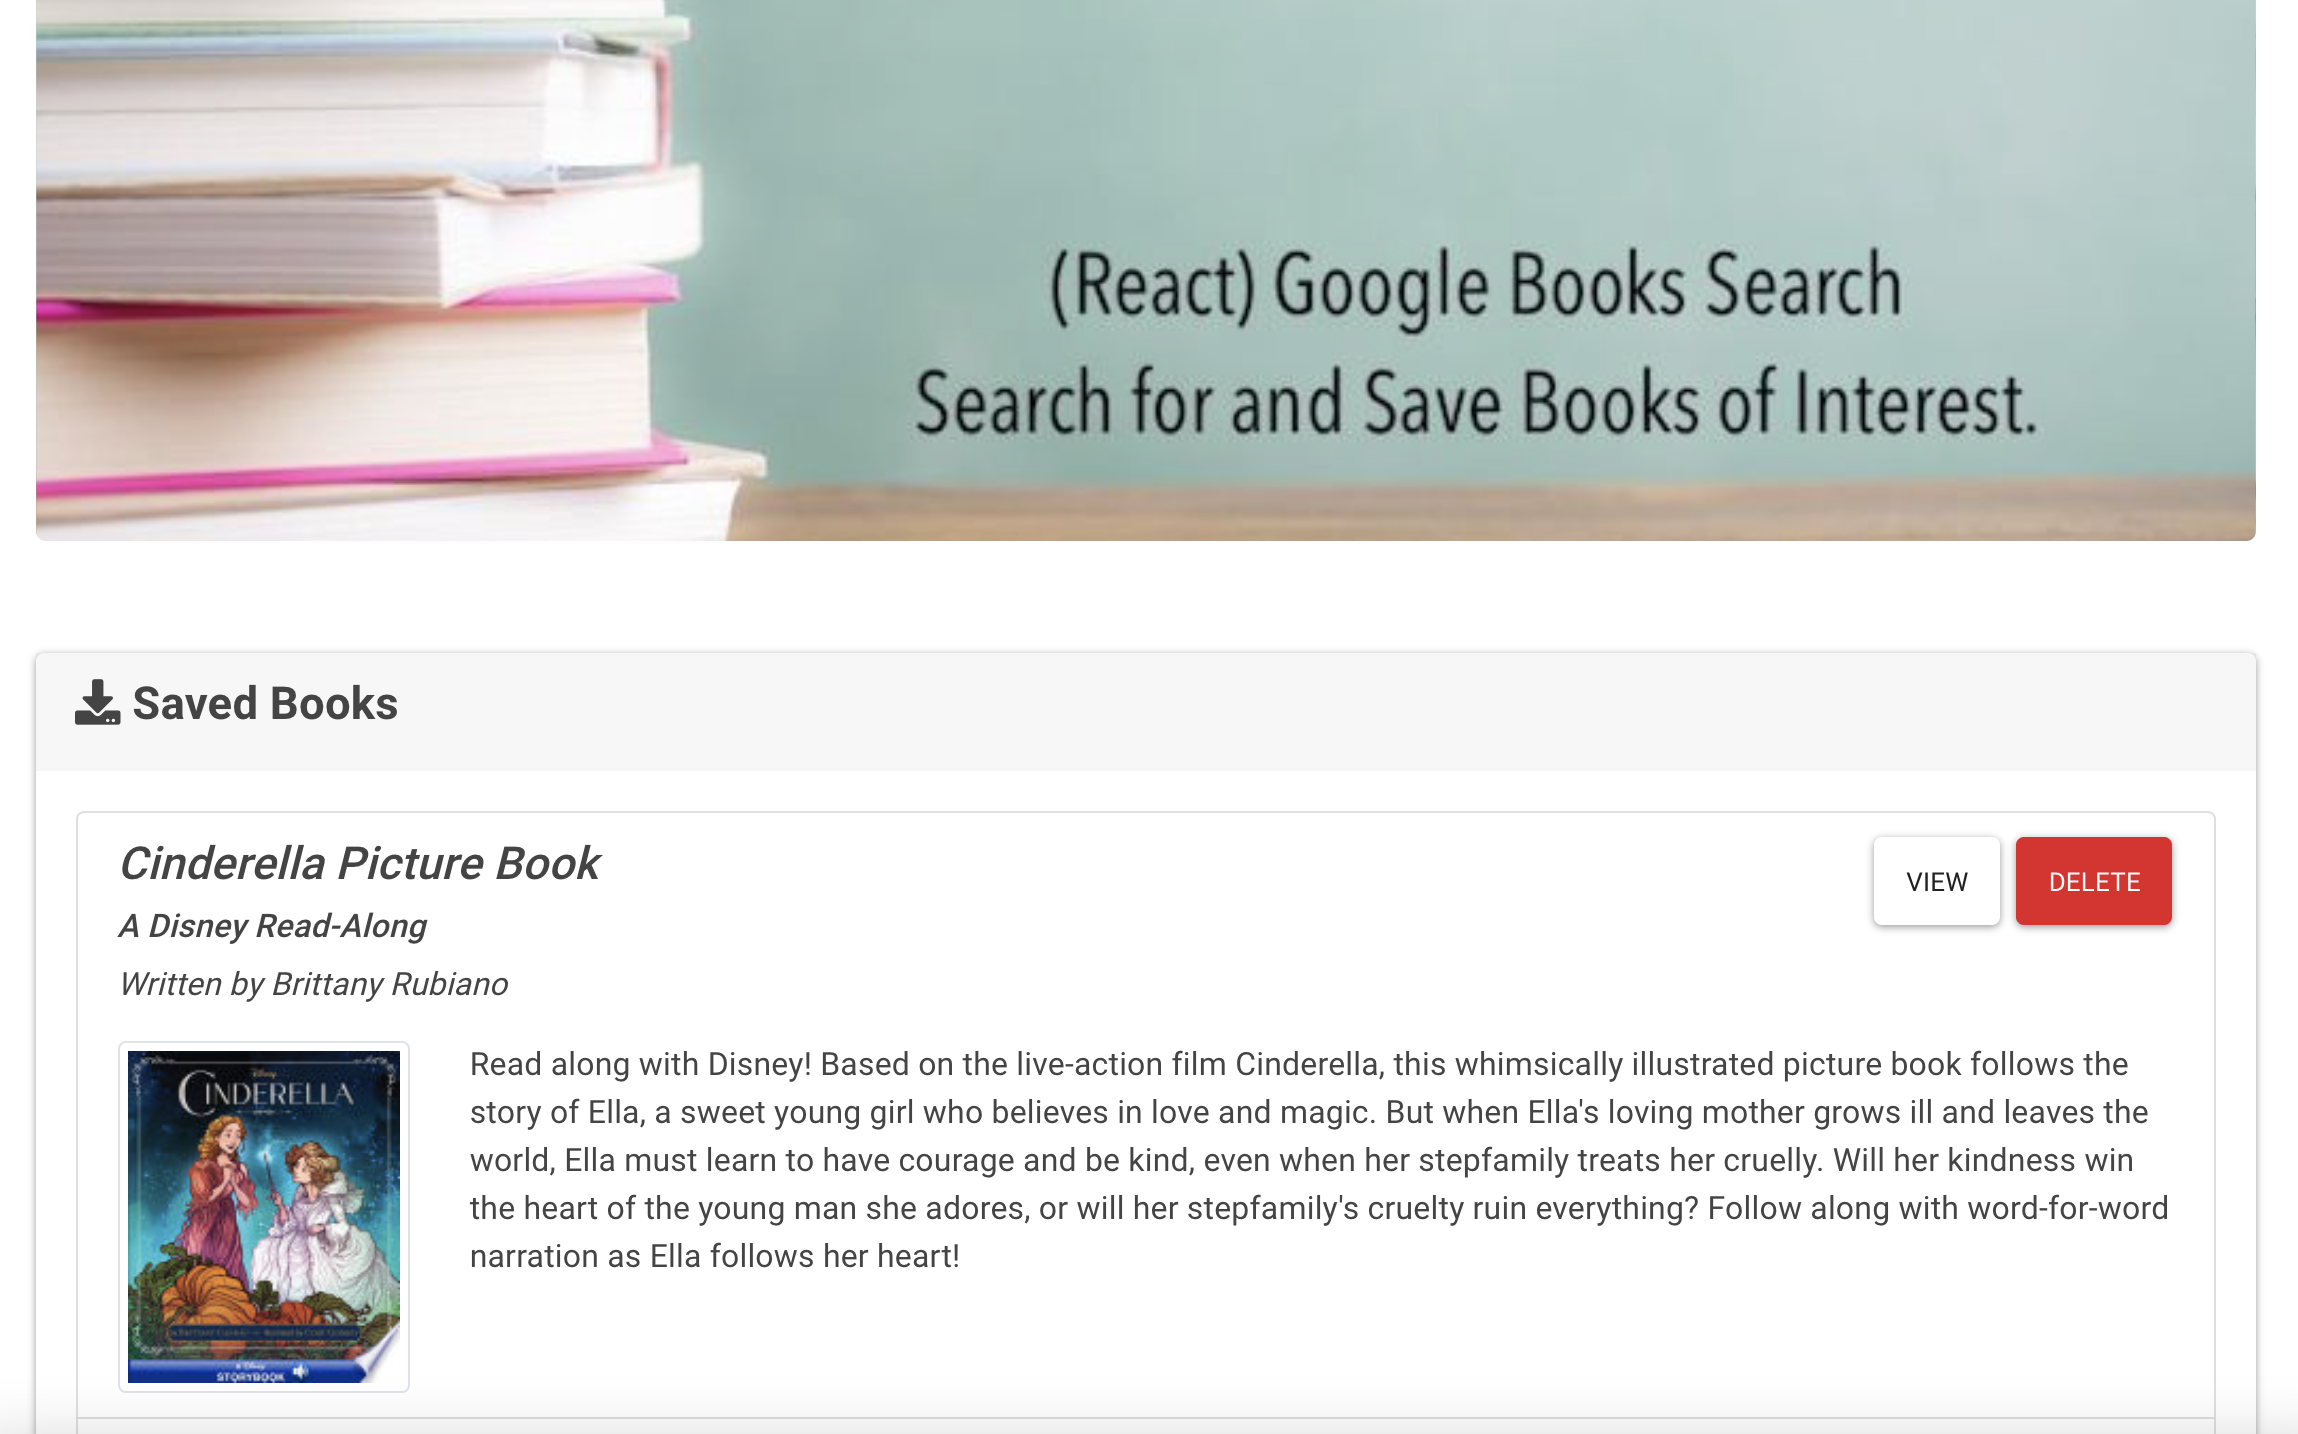 (React) Google Books Search
Search for and Save Books of Interest.
Saved Books
Cinderella Picture Book
VIEW
DELETE
A Disney Read-Along
Written by Brittany Rubiano
Read along with Disney! Based on the live-action film Cinderella, this whimsically illustrated picture book follows the
story of Ella, a sweet young girl who believes in love and magic. But when Ella's loving mother grows ill and leaves the
world, Ella must learn to have courage and be kind, even when her stepfamily treats her cruelly. Will her kindness win
the heart of the young man she adores, or will her stepfamily's cruelty ruin everything? Follow along with word-for-word
narration as Ella follows her heart!
Disney
CINDERELLA
STORYBOOK